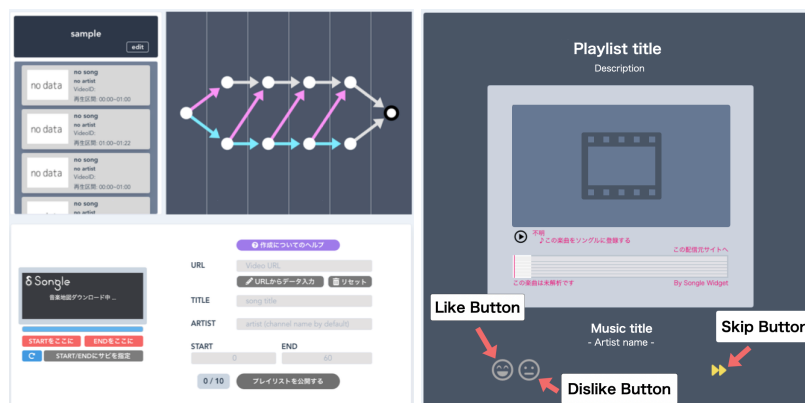 sample
edit
no data
no song
no artist
VideoID:
再生区間: 00:00~01:00
no data
no song
no artist
VideoID:
再生区間: 01:00~01:22
no data
no song
no artist
VideoID:
再生区間: 00:00~01:00
no song
no artist
作成についてのヘルプ
URL
Video URL
URLからデータ入力
リセット
TITLE
song title
ARTIST
artist (channel name by default)
START
END
0
60
0 / 10
プレイリストを公開する
Songle
音楽地図ダウンロード中 ...
STARTをここに
ENDをここに
START/ENDにサビを指定
Playlist title
Description
不明
♪この楽曲をソングルに登録する
この配信元サイトへ
この楽曲は未解析です
By Songle Widget
Like Button
Music title
- Artist name -
Skip Button
Dislike Button